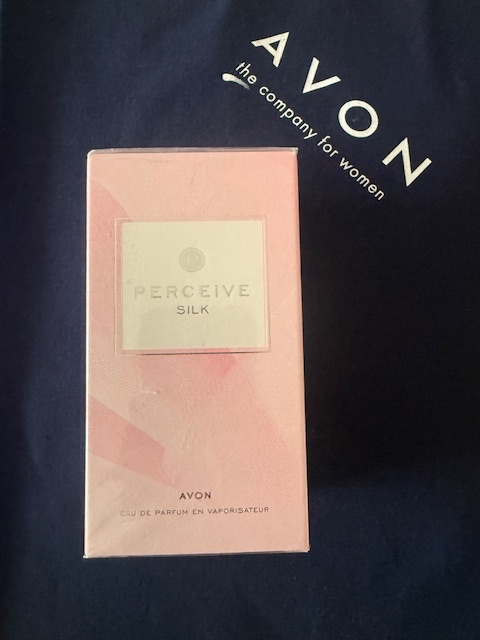 AVON
the company for women
PERCEIVE
SILK
AVON
EAU DE PARFUM EN VAPORISATEUR